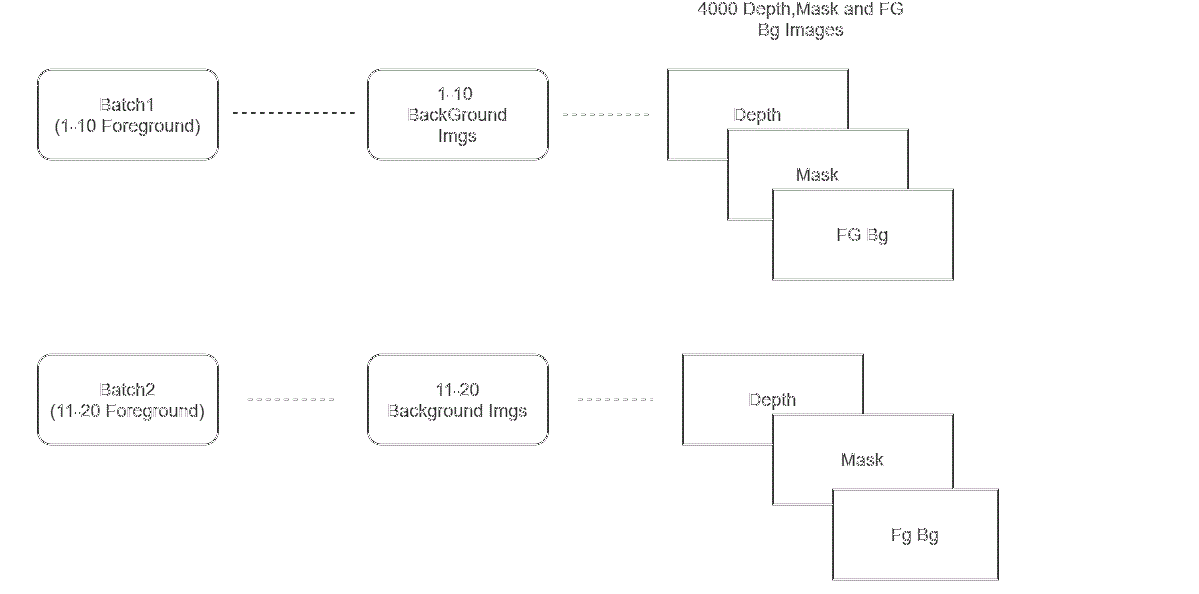 4000 Depth,Mask and FG
Bg Images
Batch1
(1-10 Foreground)
1-10
BackGround
Imgs
Depth
Mask
FG Bg
Batch2
(11-20 Foreground)
11-20
Background Imgs
Depth
Mask
Fg Bg